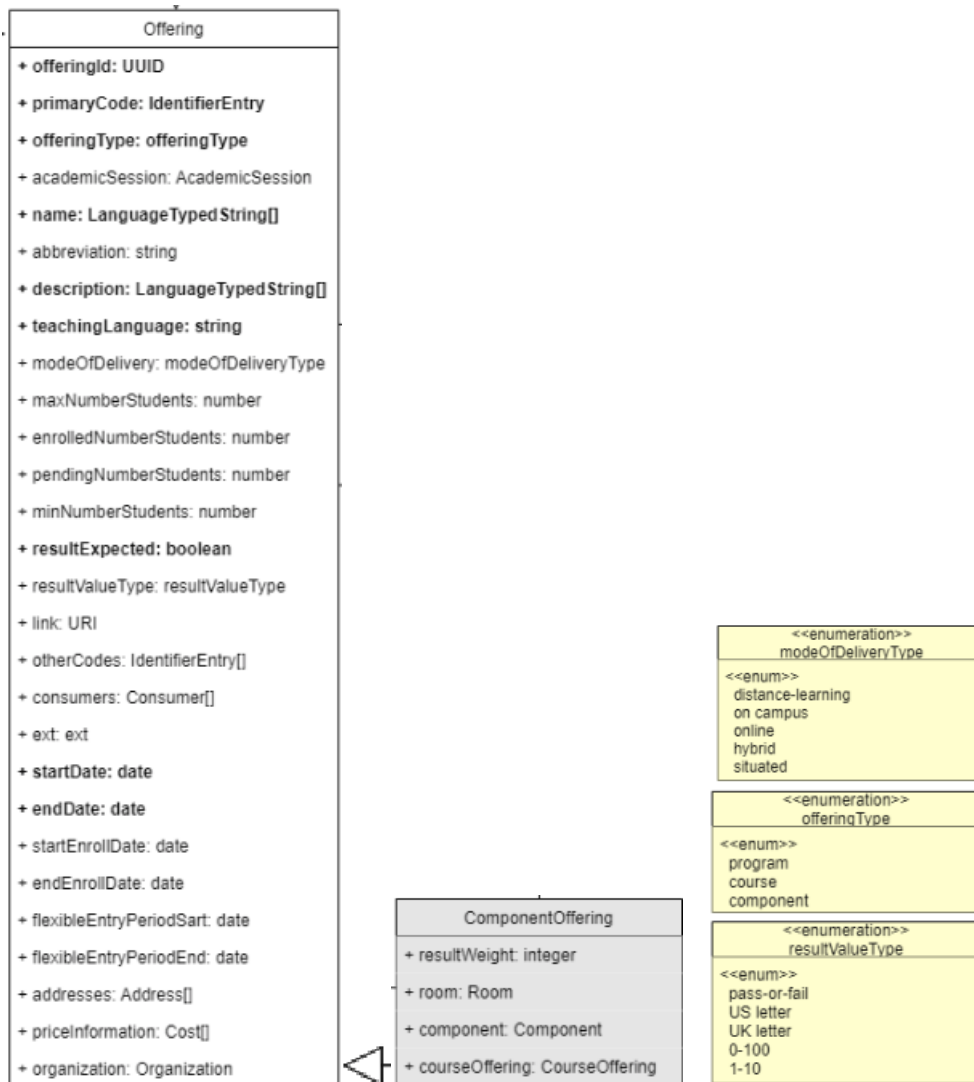 Offering
+ offeringId: UUID
+ primaryCode: IdentifierEntry
+ offeringType: offeringType
+ academicSession: AcademicSession
+ name: LanguageTypedString[]
+ abbreviation: string
+ description: LanguageTypedString[]
+ teachingLanguage: string
+ modeOfDelivery: modeOfDeliveryType
+ maxNumberStudents: number
+ enrolledNumberStudents: number
+ pendingNumberStudents: number
+ minNumberStudents: number
+ resultExpected: boolean
+ resultValueType: resultValueType
+ link: URI
+ otherCodes: IdentifierEntry[]
+ consumers: Consumer[]
+ ext: ext
+ startDate: date
+ endDate: date
+ startEnrollDate: date
+ endEnrollDate: date
+ flexibleEntryPeriodSart: date
+ flexibleEntryPeriodEnd: date
+ addresses: Address[]
+ priceInformation: Cost[]
+ organization: Organization
ComponentOffering
+ resultWeight: integer
+ room: Room
+ component: Component
+ courseOffering: CourseOffering
<<enumeration>>
modeOfDeliveryType
<<enum>>
distance-learning
on campus
online
hybrid
situated
<<enumeration>>
offeringType
<<enum>>
program
course
component
<<enumeration>>
resultValueType
<<enum>>
pass-or-fail
US letter
UK letter
0-100
1-10